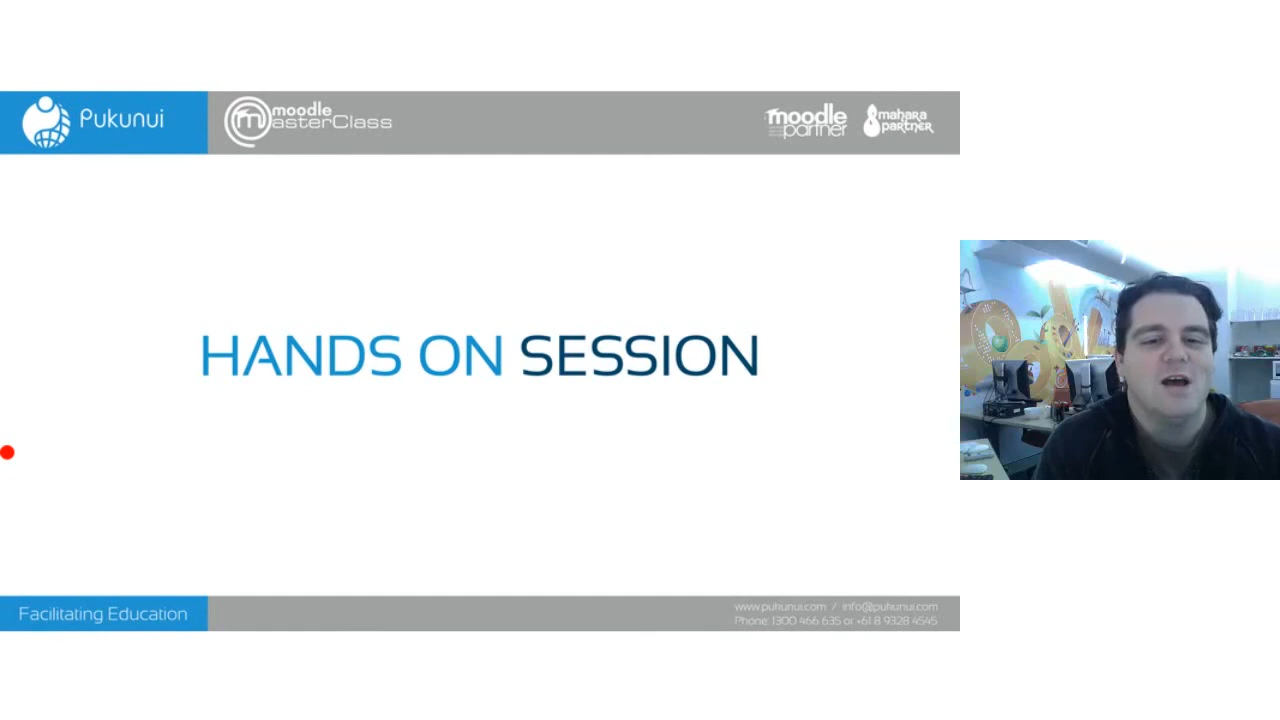 Pukunui
moodle
masterClass
moodle
partner
mahara
partner
HANDS ON SESSION
Facilitating Education
www.pukunui.com / info@pukunui.com
Phone: 1300 466 635 or +61 8 9328 4545